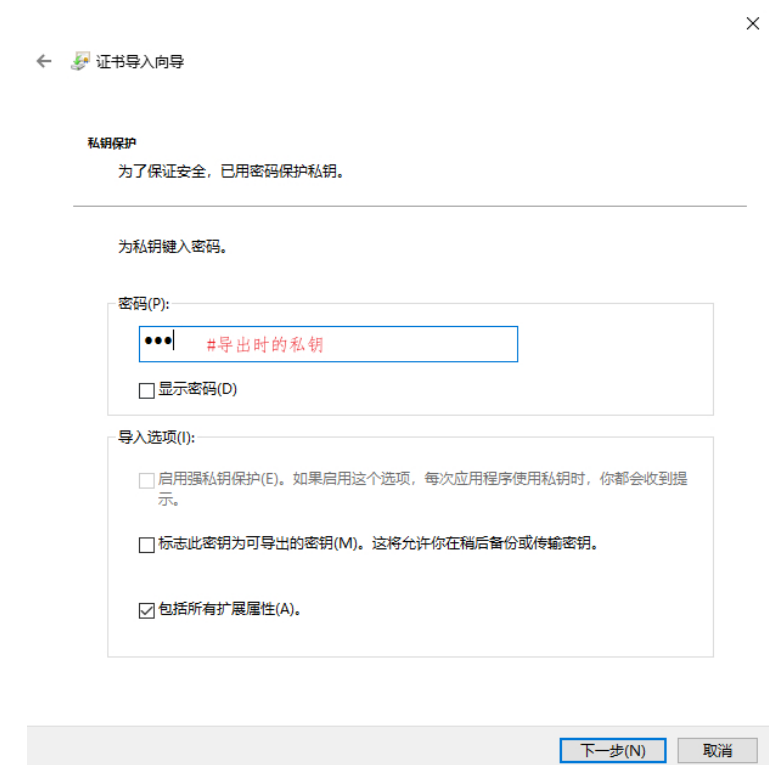 证书导入向导
私钥保护
为了保证安全，已用密码保护私钥。
为私钥键入密码。
密码(P):
●●● #导出时的私钥
显示密码(D)
导入选项(I):
启用强私钥保护(E)。如果启用这个选项，每次应用程序使用私钥时，你都会收到提
示。
标志此密钥为可导出的密钥(M)。这将允许你在稍后备份或传输密钥。
包括所有扩展属性(A)。
下一步(N) 取消